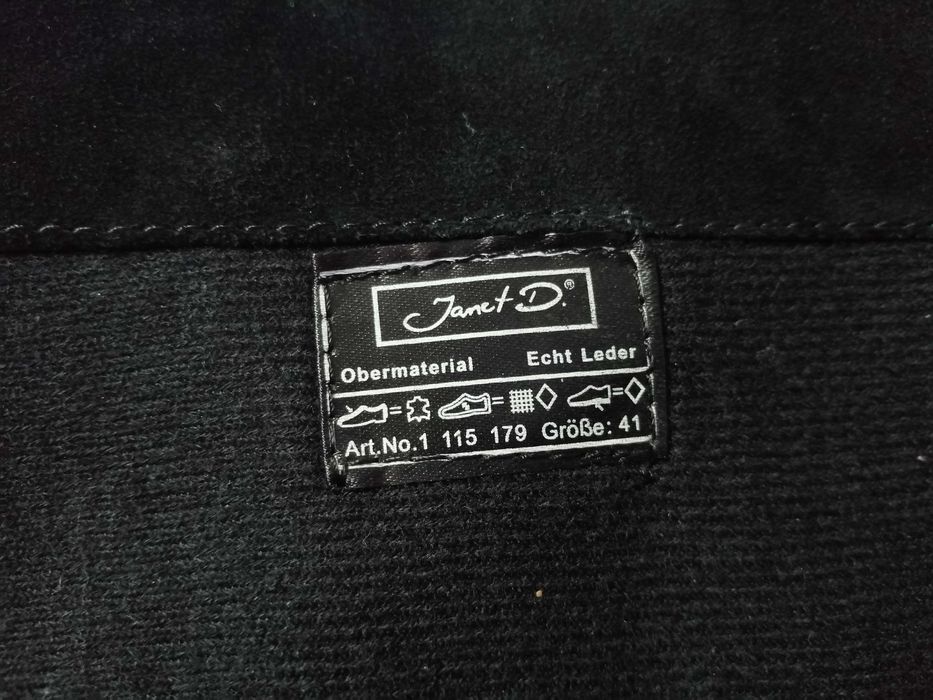 Janet D.®
Obermaterial Echt Leder
Art.No.1 115 179 Größe: 41